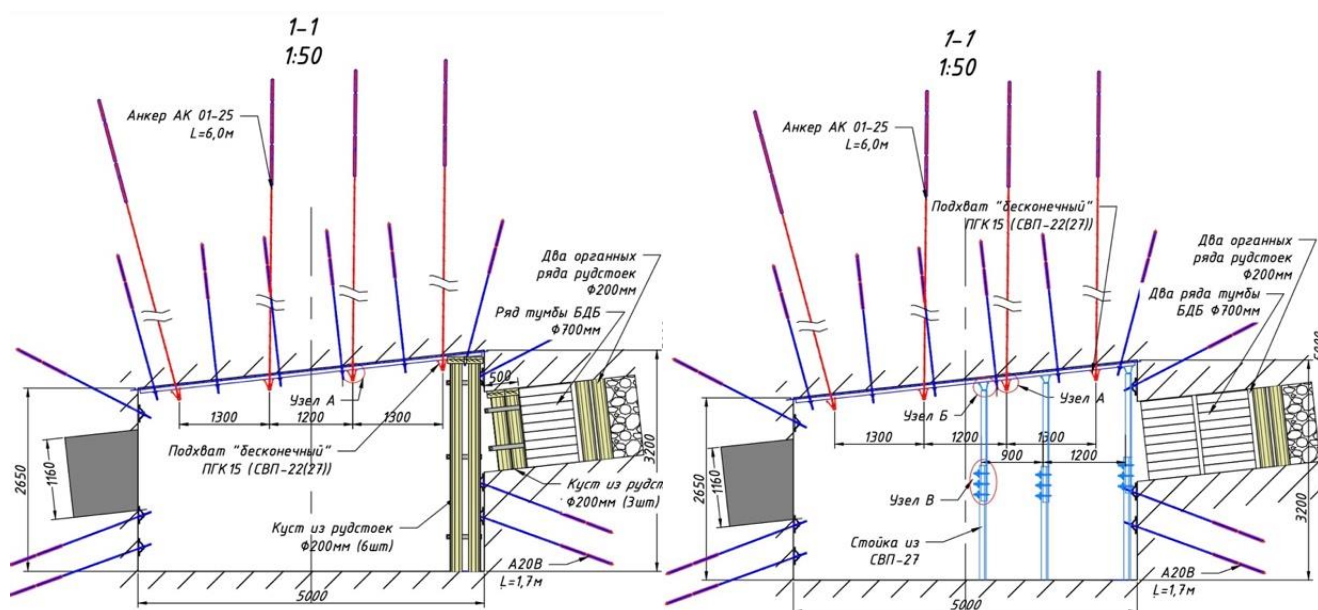 1-1
1:50
Анкер АК 01-25
L=6,0м
Два органных
ряда рудстоек
Ф200мм
Ряд тумбы БДБ
Ф700мм
500
Узел А
1300
1200
1300
Подхват "бесконечный"
ПГК15 (СВП-22(27))
2650
1160
3200
Куст из рудст
Ф200мм (3шт)
Куст из рудстоек
Ф200мм (6шт)
А20В
L=1,7м
5000
1-1
1:50
Анкер АК 01-25
L=6,0м
Подхват "бесконечный"
ПГК15 (СВП-22(27))
Два органных
ряда рудстоек
Ф200мм
Два ряда тумбы
БДБ Ф700мм
Узел Б
Узел А
1300
1200
1300
900
1200
2650
1160
Узел В
3200
Стойка из
СВП-27
А20В
L=1,7м
5000